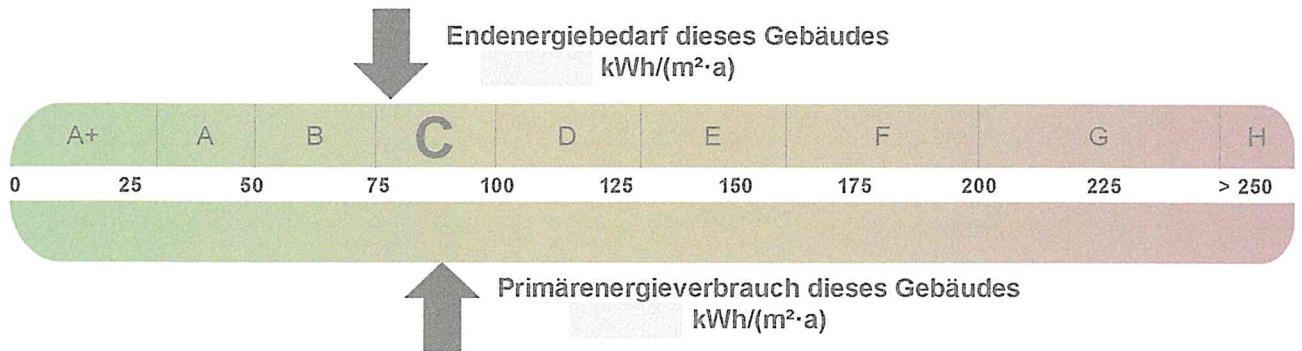 Endenergiebedarf dieses Gebäudes
kWh/(m²·a)
A+ A B C D E F G H
0 25 50 75 100 125 150 175 200 225 > 250
Primärenergieverbrauch dieses Gebäudes
kWh/(m²·a)